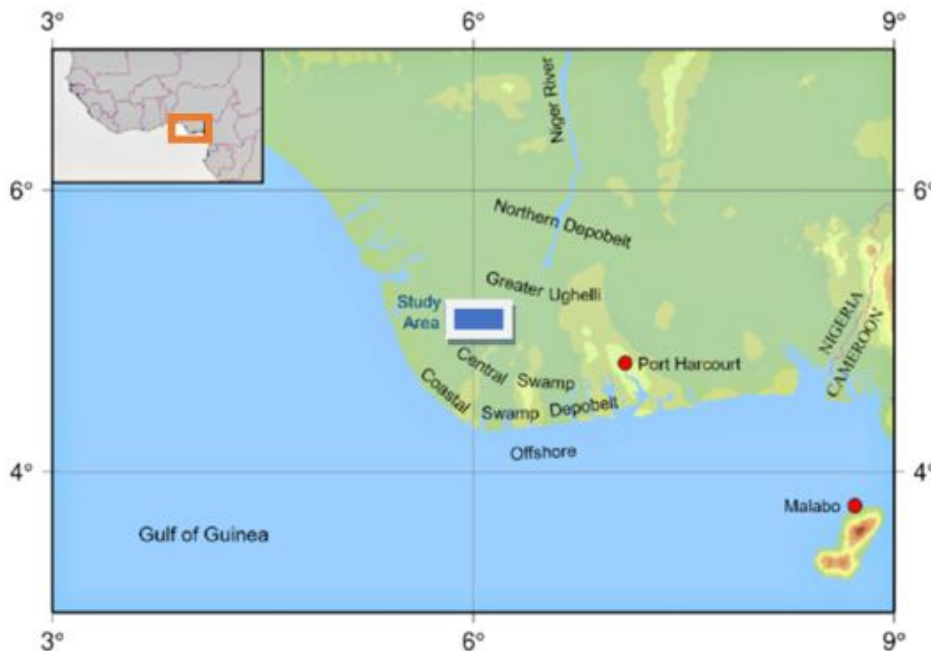 3°
6°
9°
Niger River
6°
6°
Northern Depobelt
Greater Ughelli
Study
Area
NIGERIA
CAMEROON
Port Harcourt
Central Swamp
Coastal Swamp Depobelt
Offshore
4°
4°
Malabo
Gulf of Guinea
3°
6°
9°